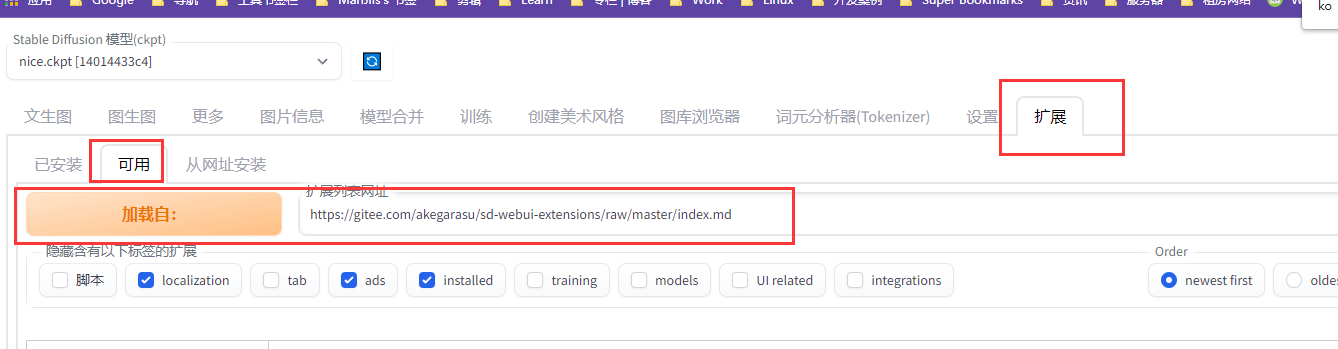 应用 Google 导航 工具书签栏 Marblis's 书签 剪辑 Learn 专栏 | 博客 Work Linux 开发案例 Super Bookmarks 资讯 服务器 租房网络
ko
Stable Diffusion 模型(ckpt)
nice.ckpt [14014433c4]
文生图 图生图 更多 图片信息 模型合并 训练 创建美术风格 图库浏览器 词元分析器(Tokenizer) 设置 扩展
已安装 可用 从网址安装
扩展列表网址
加载自: https://gitee.com/akegarasu/sd-webui-extensions/raw/master/index.md
隐藏含有以下标签的扩展 Order
脚本 localization tab ads installed training models UI related integrations newest first